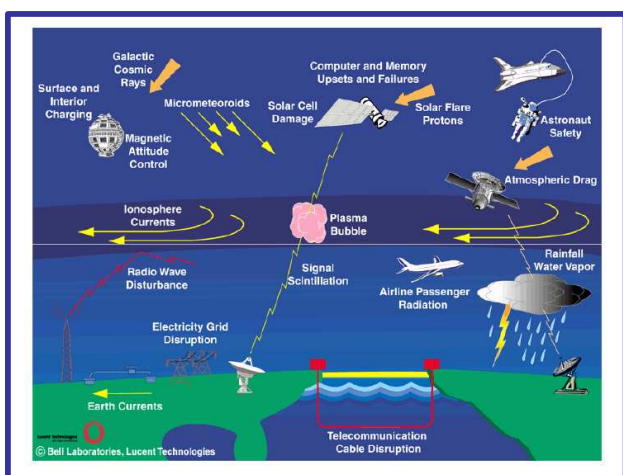 Galactic
Cosmic
Rays
Surface and
Interior
Charging
Micrometeoroids
Magnetic
Attitude
Control
Computer and Memory
Upsets and Failures
Solar Cell
Damage
Solar Flare
Protons
Astronaut
Safety
Atmospheric Drag
Ionosphere
Currents
Plasma
Bubble
Radio Wave
Disturbance
Signal
Scintillation
Airline Passenger
Radiation
Rainfall
Water Vapor
Electricity Grid
Disruption
Earth Currents
Telecommunication
Cable Disruption
Lucent Technologies
© Bell Laboratories, Lucent Technologies